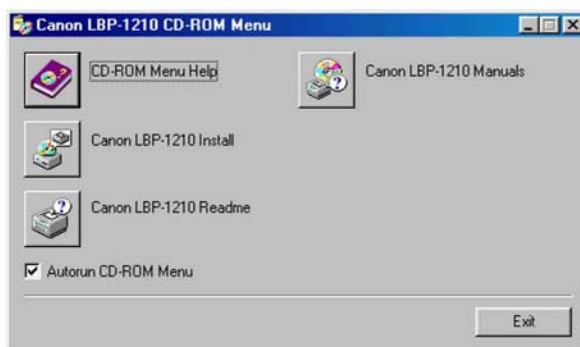 Canon LBP-1210 CD-ROM Menu
CD-ROM Menu Help
Canon LBP-1210 Manuals
Canon LBP-1210 Install
Canon LBP-1210 Readme
Autorun CD-ROM Menu
Exit